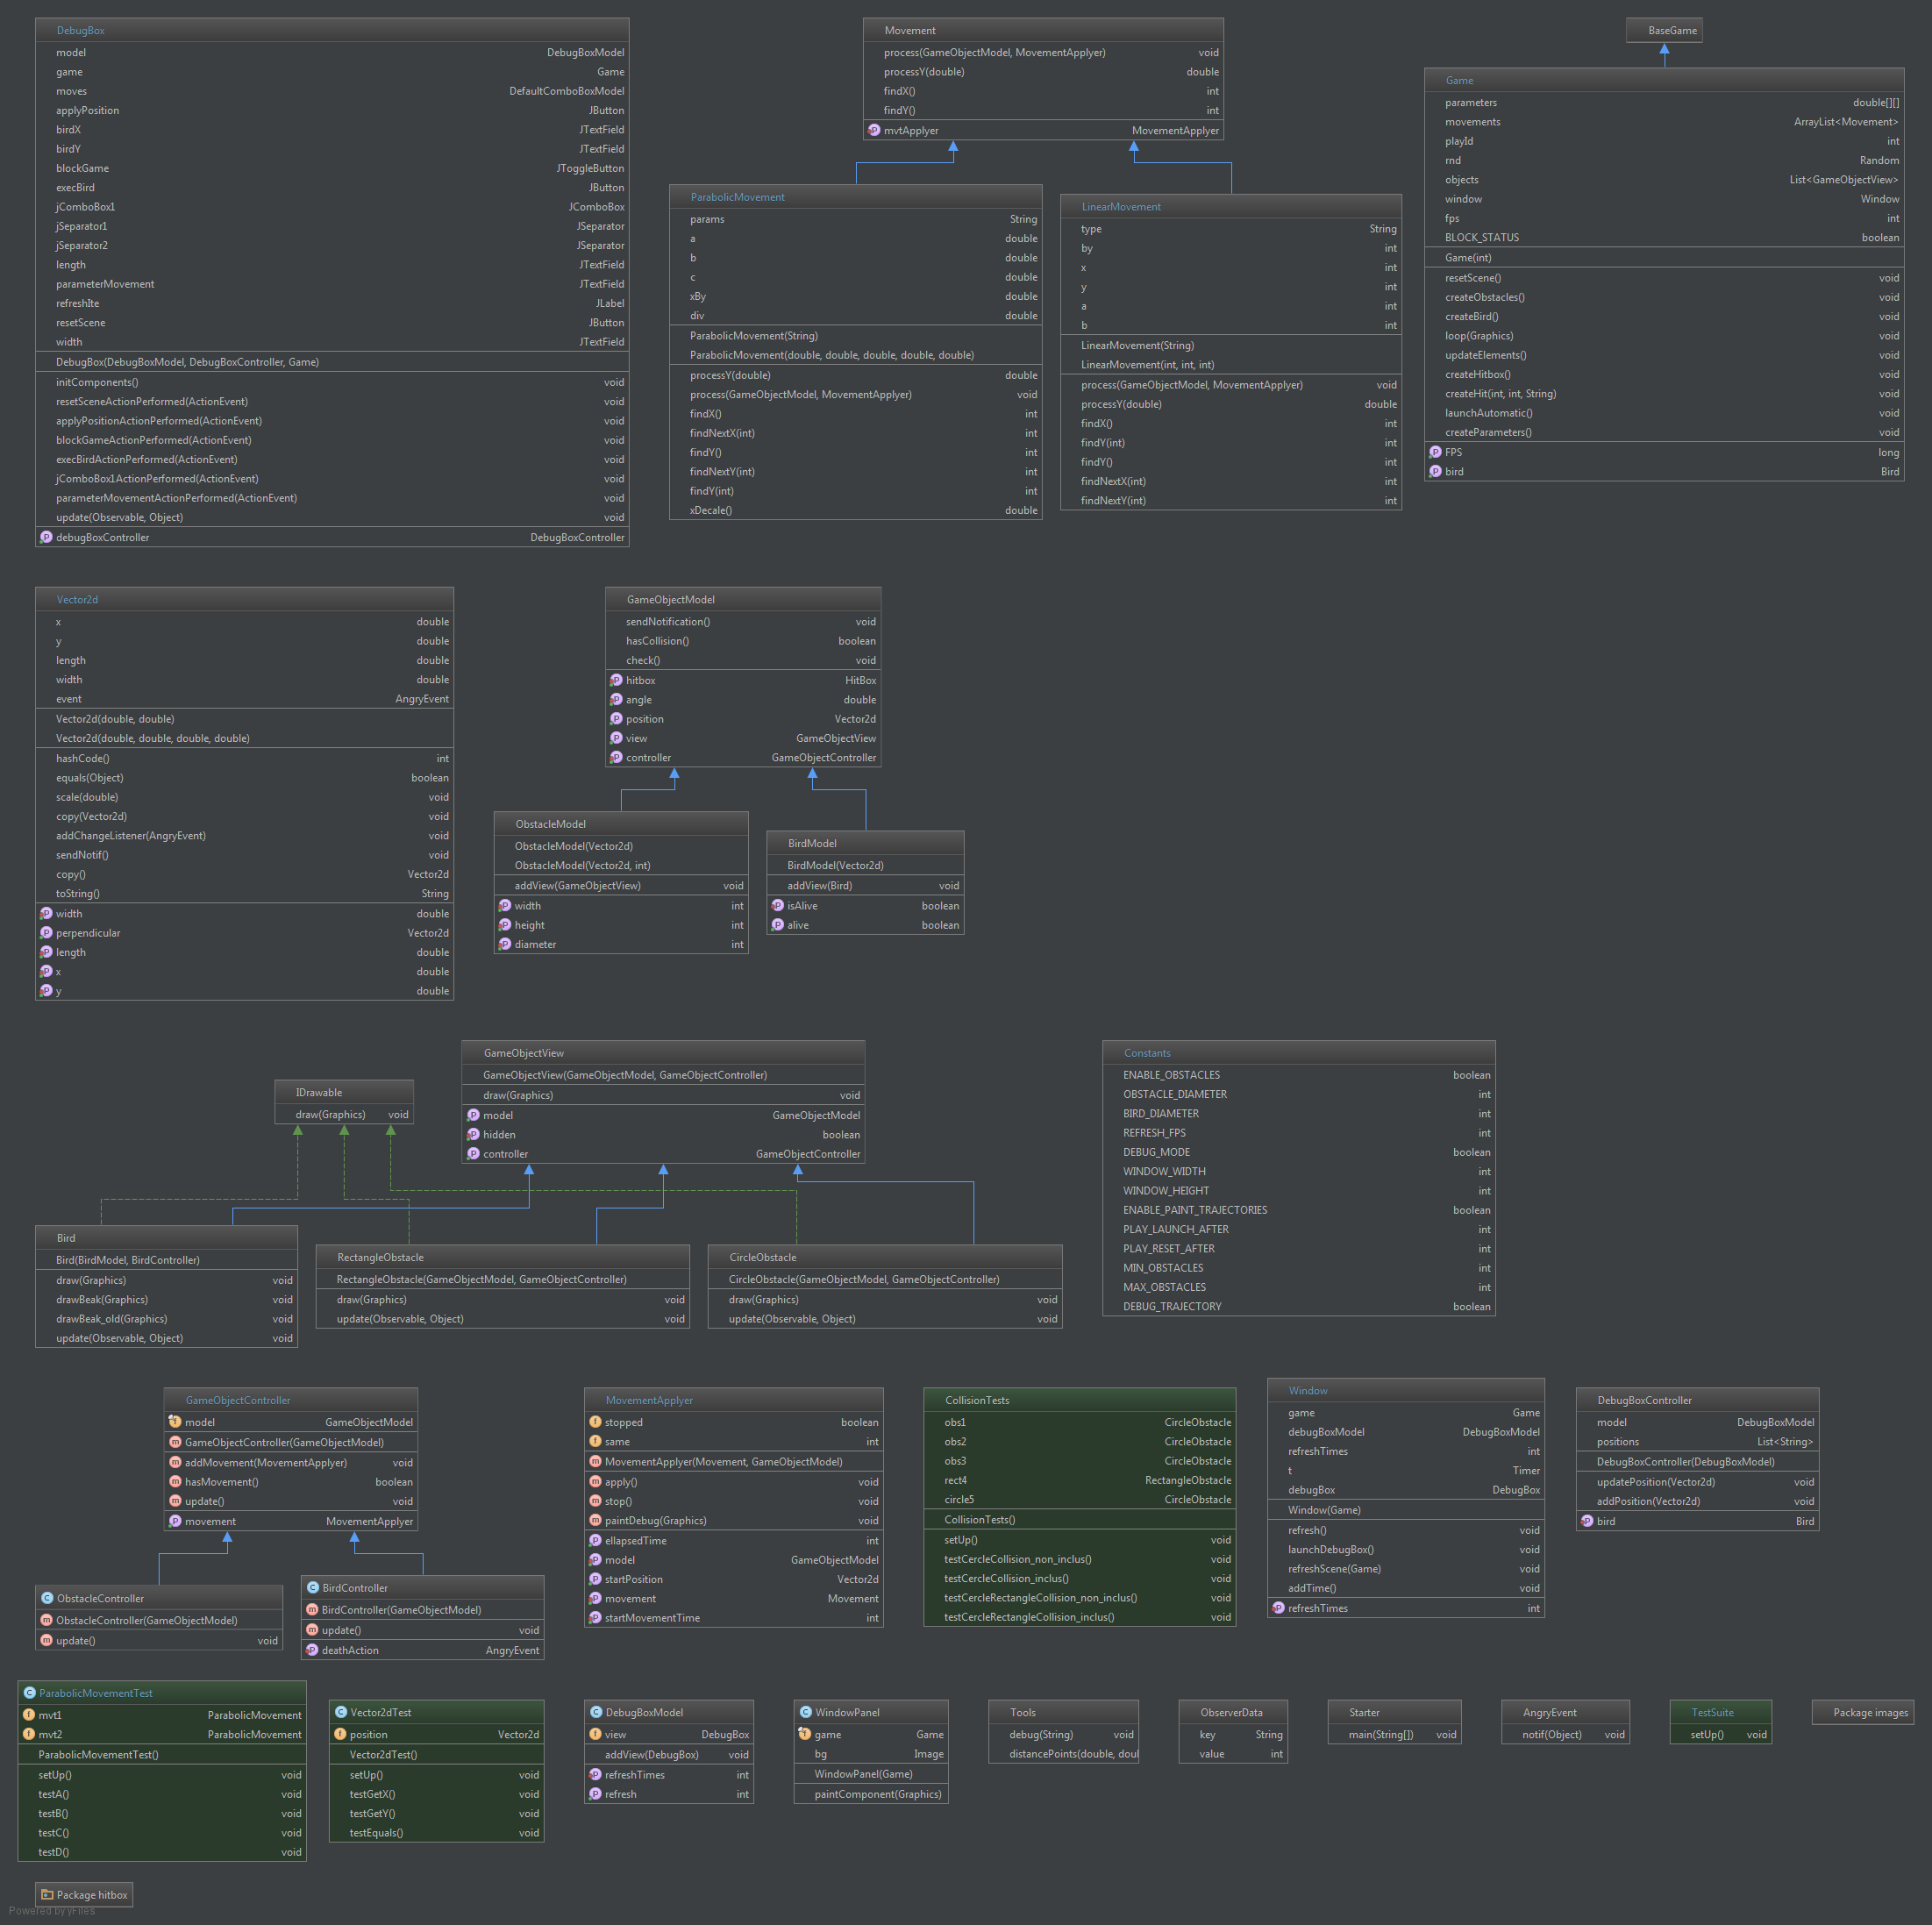 DebugBox
model DebugBoxModel
game Game
moves DefaultComboBoxModel
applyPosition JButton
birdX JTextField
birdY JTextField
blockGame JToggleButton
execBird JButton
jComboBox1 JComboBox
jSeparator1 JSeparator
jSeparator2 JSeparator
length JTextField
parameterMovement JTextField
refreshIte JLabel
resetScene JButton
width JTextField
DebugBox(DebugBoxModel, DebugBoxController, Game)
initComponents() void
resetSceneActionPerformed(ActionEvent) void
applyPositionActionPerformed(ActionEvent) void
blockGameActionPerformed(ActionEvent) void
execBirdActionPerformed(ActionEvent) void
jComboBox1ActionPerformed(ActionEvent) void
parameterMovementActionPerformed(ActionEvent) void
update(Observable, Object) void
debugBoxController DebugBoxController
Movement
process(GameObjectModel, MovementApplyer) void
processY(double) double
findX() int
findY() int
mvtApplyer MovementApplyer
ParabolicMovement
params String
a double
b double
c double
xBy double
div double
ParabolicMovement(String)
ParabolicMovement(double, double, double, double, double)
processY(double) double
process(GameObjectModel, MovementApplyer) void
findX() int
findNextX(int) int
findY() int
findNextY(int) int
findY(int) int
xDecale() double
LinearMovement
type String
by int
x int
y int
a int
b int
LinearMovement(String)
LinearMovement(int, int, int)
process(GameObjectModel, MovementApplyer) void
processY(double) double
findX() int
findY(int) int
findY() int
findNextX(int) int
findNextY(int) int
BaseGame
Game
parameters double[][]
movements ArrayList<Movement>
playId int
rnd Random
objects List<GameObjectView>
window Window
fps int
BLOCK_STATUS boolean
Game(int)
resetScene() void
createObstacles() void
createBird() void
loop(Graphics) void
updateElements() void
createHitbox() void
createHit(int, int, String) void
launchAutomatic() void
createParameters() void
FPS long
bird Bird
Vector2d
x double
y double
length double
width double
event AngryEvent
Vector2d(double, double)
Vector2d(double, double, double, double)
hashCode() int
equals(Object) boolean
scale(double) void
copy(Vector2d) void
addChangeListener(AngryEvent) void
sendNotif() void
copy() Vector2d
toString() String
width double
perpendicular Vector2d
length double
x double
y double
GameObjectModel
sendNotification() void
hasCollision() boolean
check() void
hitbox HitBox
angle double
position Vector2d
view GameObjectView
controller GameObjectController
ObstacleModel
ObstacleModel(Vector2d)
ObstacleModel(Vector2d, int)
addView(GameObjectView) void
width int
height int
diameter int
BirdModel
BirdModel(Vector2d)
addView(Bird) void
isAlive boolean
alive boolean
IDrawable
draw(Graphics) void
GameObjectView
GameObjectView(GameObjectModel, GameObjectController)
draw(Graphics) void
model GameObjectModel
hidden boolean
controller GameObjectController
Bird
Bird(BirdModel, BirdController)
draw(Graphics) void
drawBeak(Graphics) void
drawBeak_old(Graphics) void
update(Observable, Object) void
RectangleObstacle
RectangleObstacle(GameObjectModel, GameObjectController)
draw(Graphics) void
update(Observable, Object) void
CircleObstacle
CircleObstacle(GameObjectModel, GameObjectController)
draw(Graphics) void
update(Observable, Object) void
Constants
ENABLE_OBSTACLES boolean
OBSTACLE_DIAMETER int
BIRD_DIAMETER int
REFRESH_FPS int
DEBUG_MODE boolean
WINDOW_WIDTH int
WINDOW_HEIGHT int
ENABLE_PAINT_TRAJECTORIES boolean
PLAY_LAUNCH_AFTER int
PLAY_RESET_AFTER int
MIN_OBSTACLES int
MAX_OBSTACLES int
DEBUG_TRAJECTORY boolean
GameObjectController
model GameObjectModel
GameObjectController(GameObjectModel)
addMovement(MovementApplyer) void
hasMovement() boolean
update() void
movement MovementApplyer
ObstacleController
ObstacleController(GameObjectModel)
update() void
BirdController
BirdController(GameObjectModel)
update() void
deathAction AngryEvent
MovementApplyer
stopped boolean
same int
MovementApplyer(Movement, GameObjectModel)
apply() void
stop() void
paintDebug(Graphics) void
ellapsedTime int
model GameObjectModel
startPosition Vector2d
movement Movement
startMovementTime int
CollisionTests
obs1 CircleObstacle
obs2 CircleObstacle
obs3 CircleObstacle
rect4 RectangleObstacle
circle5 CircleObstacle
CollisionTests()
setUp() void
testCercleCollision_non_inclus() void
testCercleCollision_inclus() void
testCercleRectangleCollision_non_inclus() void
testCercleRectangleCollision_inclus() void
Window
game Game
debugBoxModel DebugBoxModel
refreshTimes int
t Timer
debugBox DebugBox
Window(Game)
refresh() void
launchDebugBox() void
refreshScene(Game) void
addTime() void
refreshTimes int
DebugBoxController
model DebugBoxModel
positions List<String>
DebugBoxController(DebugBoxModel)
updatePosition(Vector2d) void
addPosition(Vector2d) void
bird Bird
ParabolicMovementTest
mvt1 ParabolicMovement
mvt2 ParabolicMovement
ParabolicMovementTest()
setUp() void
testA() void
testB() void
testC() void
testD() void
Vector2dTest
position Vector2d
Vector2dTest()
setUp() void
testGetX() void
testGetY() void
testEquals() void
DebugBoxModel
view DebugBox
addView(DebugBox) void
refreshTimes int
refresh int
WindowPanel
game Game
bg Image
WindowPanel(Game)
paintComponent(Graphics)
Tools
debug(String) void
distancePoints(double, doul
ObserverData
key String
value int
Starter
main(String[]) void
AngryEvent
notif(Object) void
TestSuite
setUp() void
Package images
Package hitbox
Powered by yFiles